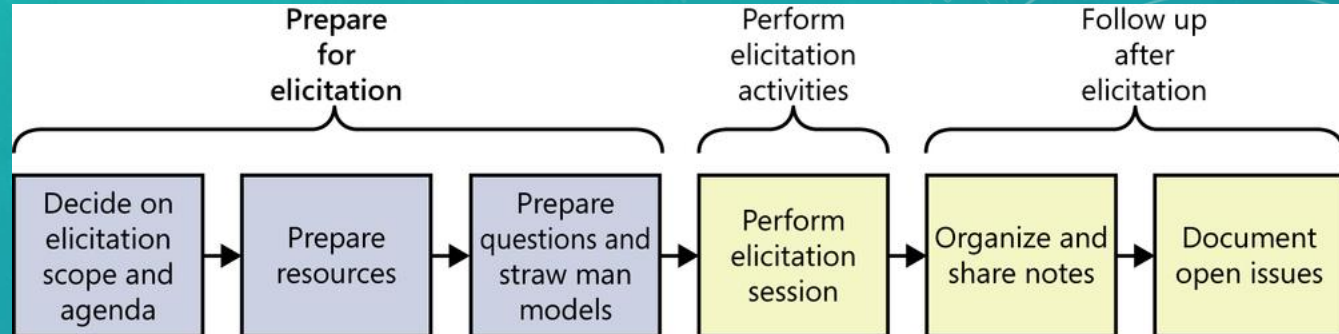 Prepare
for
elicitation
Perform
elicitation
activities
Follow up
after
elicitation
Decide on
elicitation
scope and
agenda
Prepare
resources
Prepare
questions and
straw man
models
Perform
elicitation
session
Organize and
share notes
Document
open issues